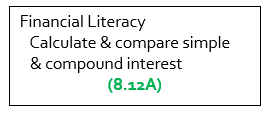 Financial Literacy
Calculate & compare simple
& compound interest
(8.12A)